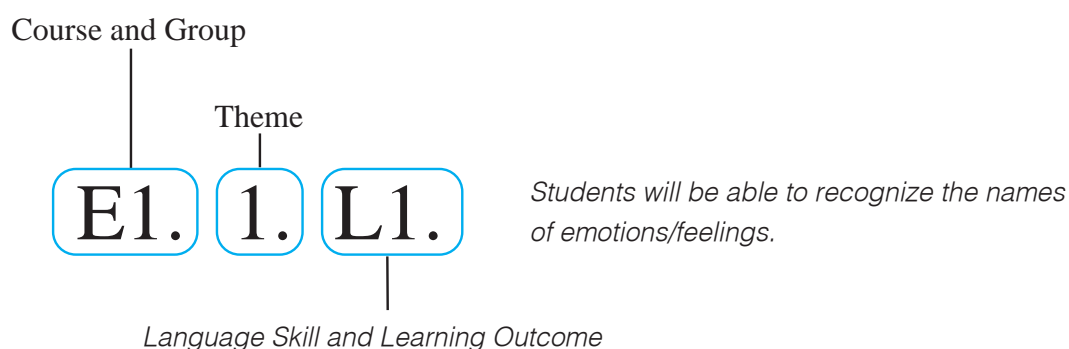 Course and Group
Theme
E1. 1. L1.
Students will be able to recognize the names
of emotions/feelings.
Language Skill and Learning Outcome